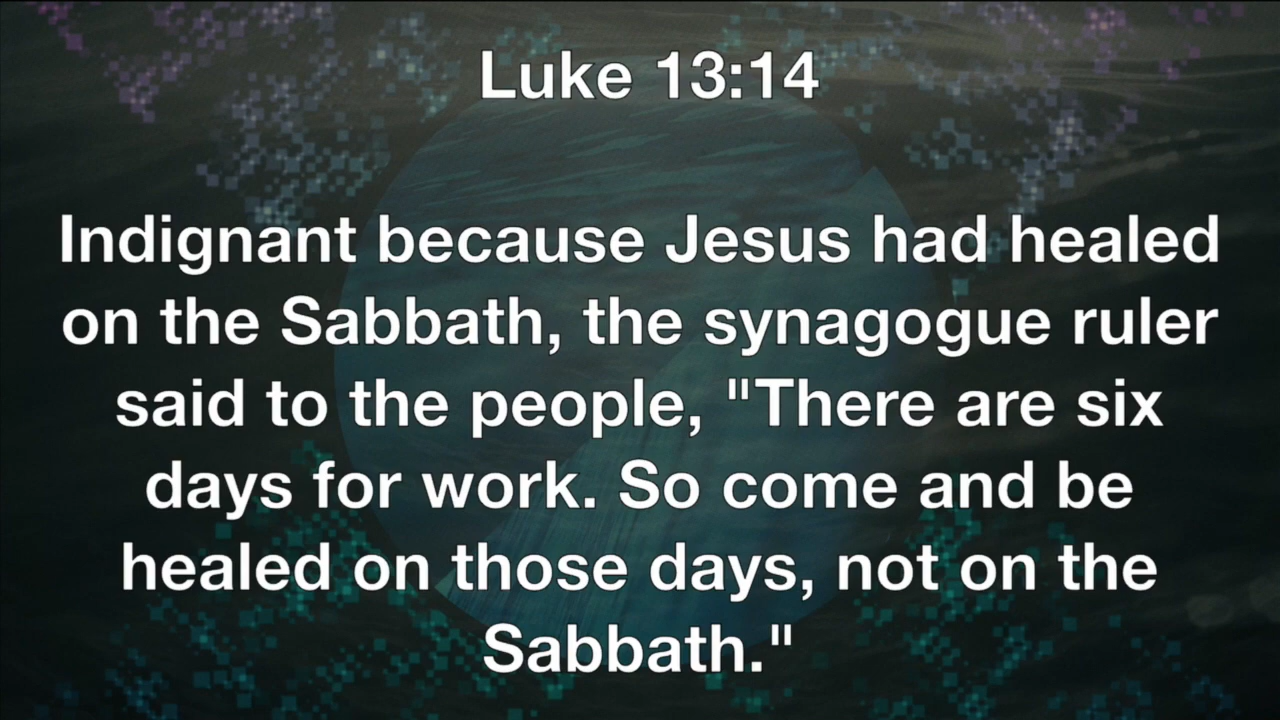 Luke 13:14
Indignant because Jesus had healed
on the Sabbath, the synagogue ruler
said to the people, "There are six
days for work. So come and be
healed on those days, not on the
Sabbath."